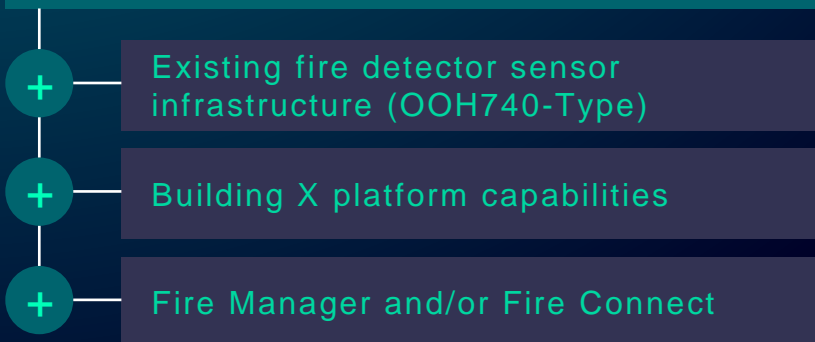 + Existing fire detector sensor
infrastructure (OOH740-Type)
+ Building X platform capabilities
+ Fire Manager and/or Fire Connect